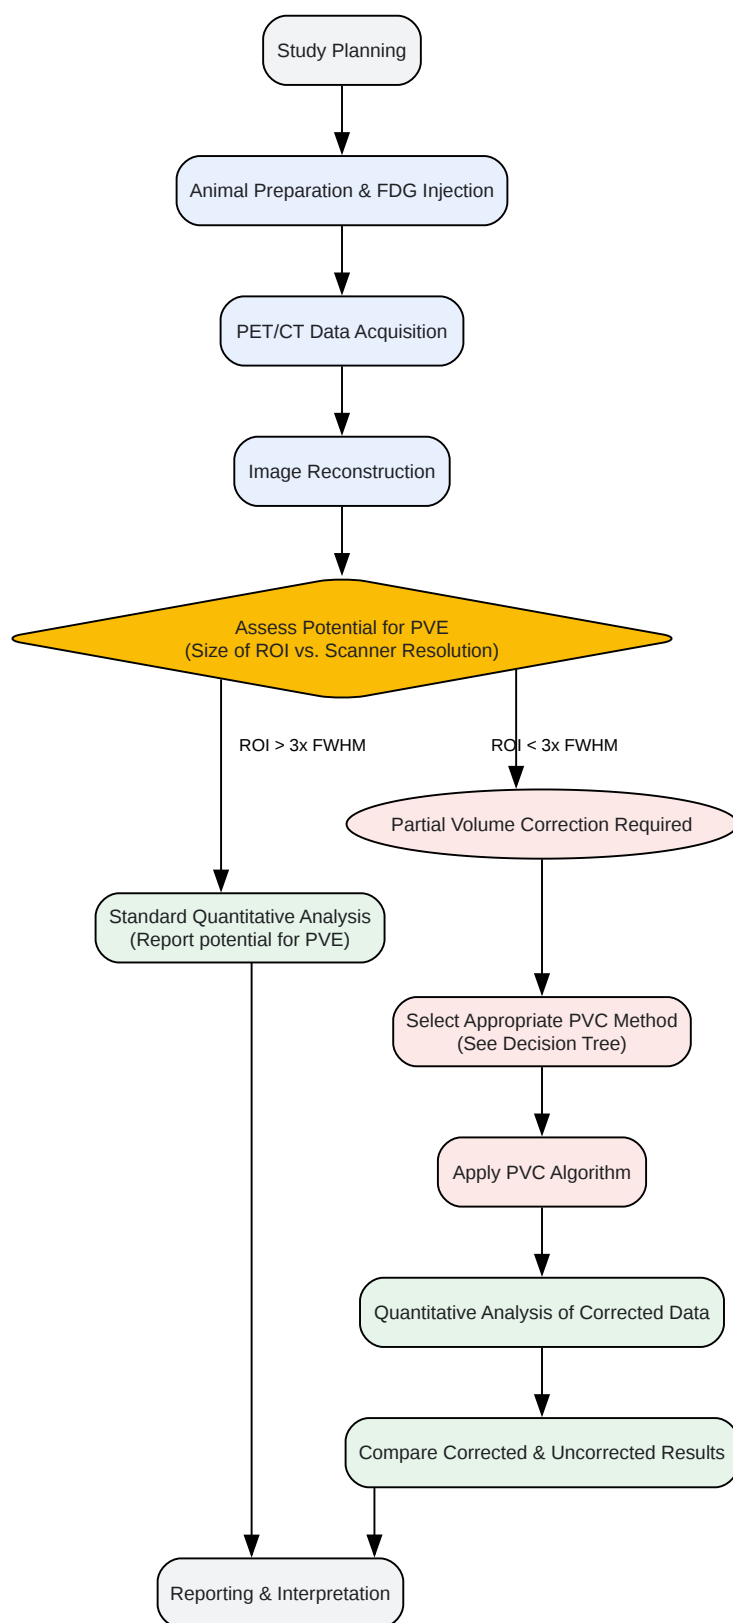 Study Planning
Animal Preparation & FDG Injection
PET/CT Data Acquisition
Image Reconstruction
Assess Potential for PVE
(Size of ROI vs. Scanner Resolution)
ROI > 3x FWHM
ROI < 3x FWHM
Partial Volume Correction Required
Standard Quantitative Analysis
(Report potential for PVE)
Select Appropriate PVC Method
(See Decision Tree)
Apply PVC Algorithm
Quantitative Analysis of Corrected Data
Compare Corrected & Uncorrected Results
Reporting & Interpretation